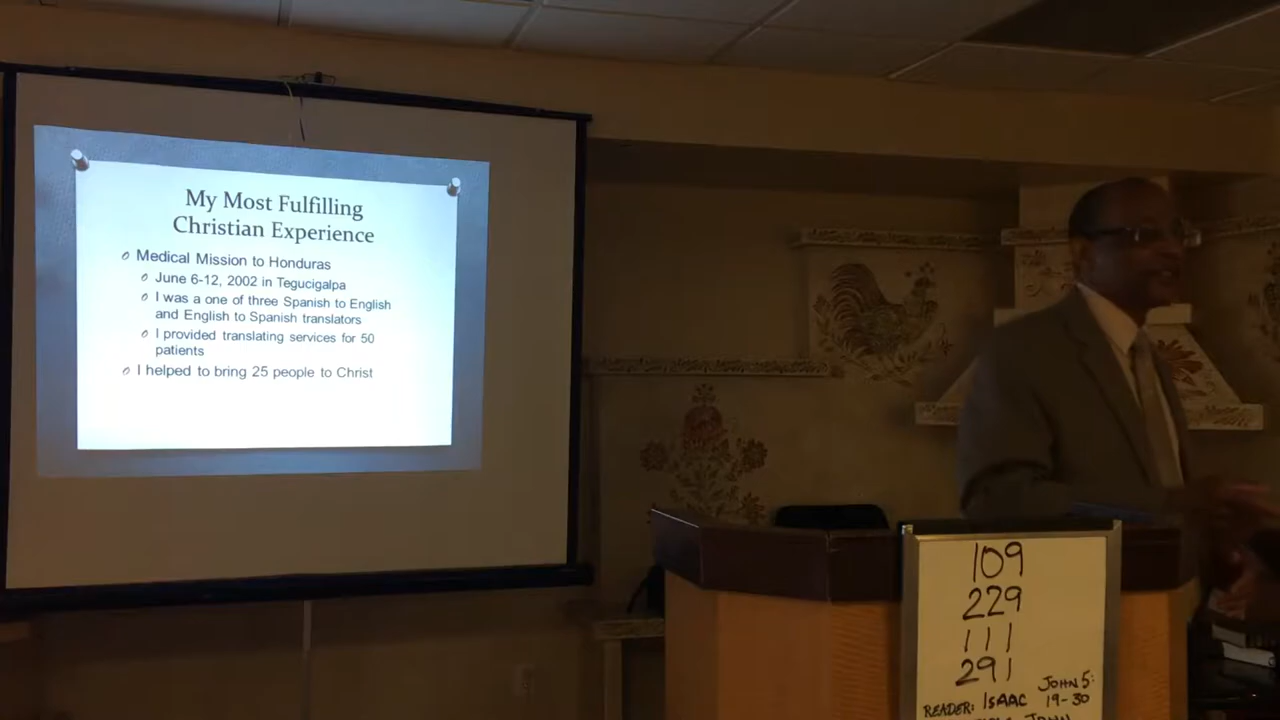 My Most Fulfilling
Christian Experience
Medical Mission to Honduras
June 6-12, 2002 in Tegucigalpa
I was a one of three Spanish to English
and English to Spanish translators
I provided translating services for 50
patients
I helped to bring 25 people to Christ
109
229
111
291
READER: ISAAC JOHN 5:
19-30
JOHN